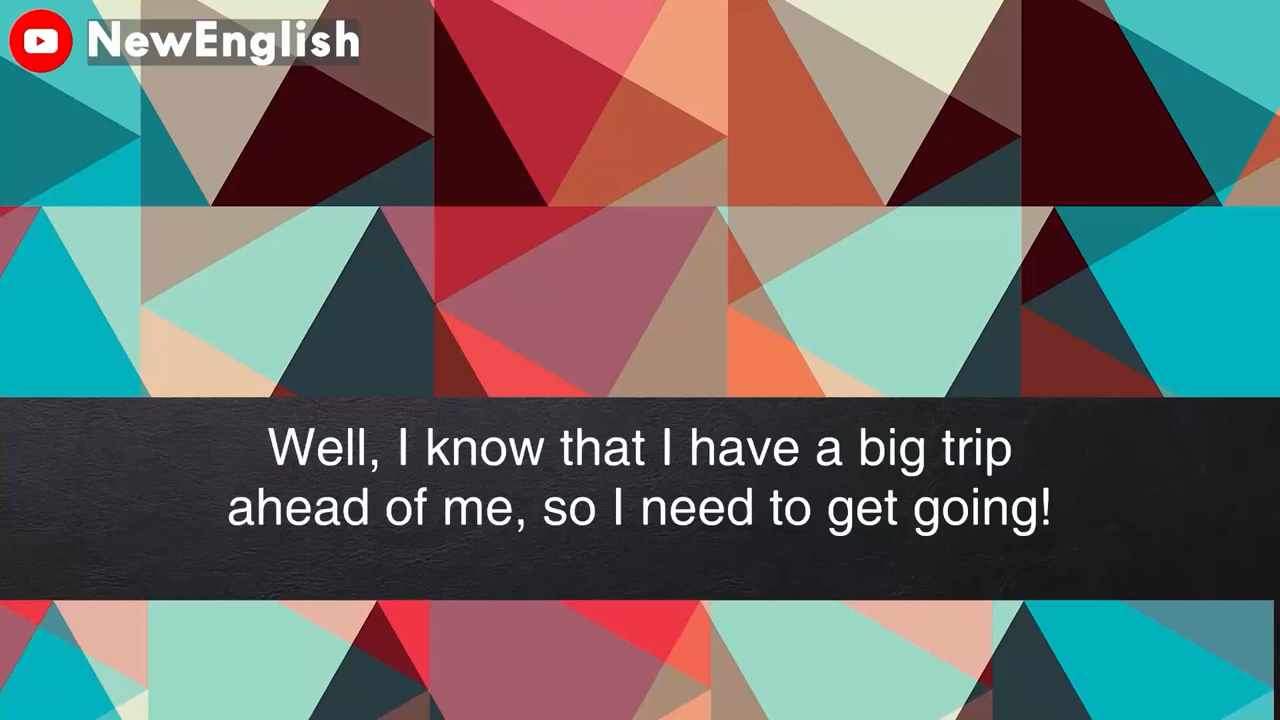 NewEnglish
Well, I know that I have a big trip
ahead of me, so I need to get going!